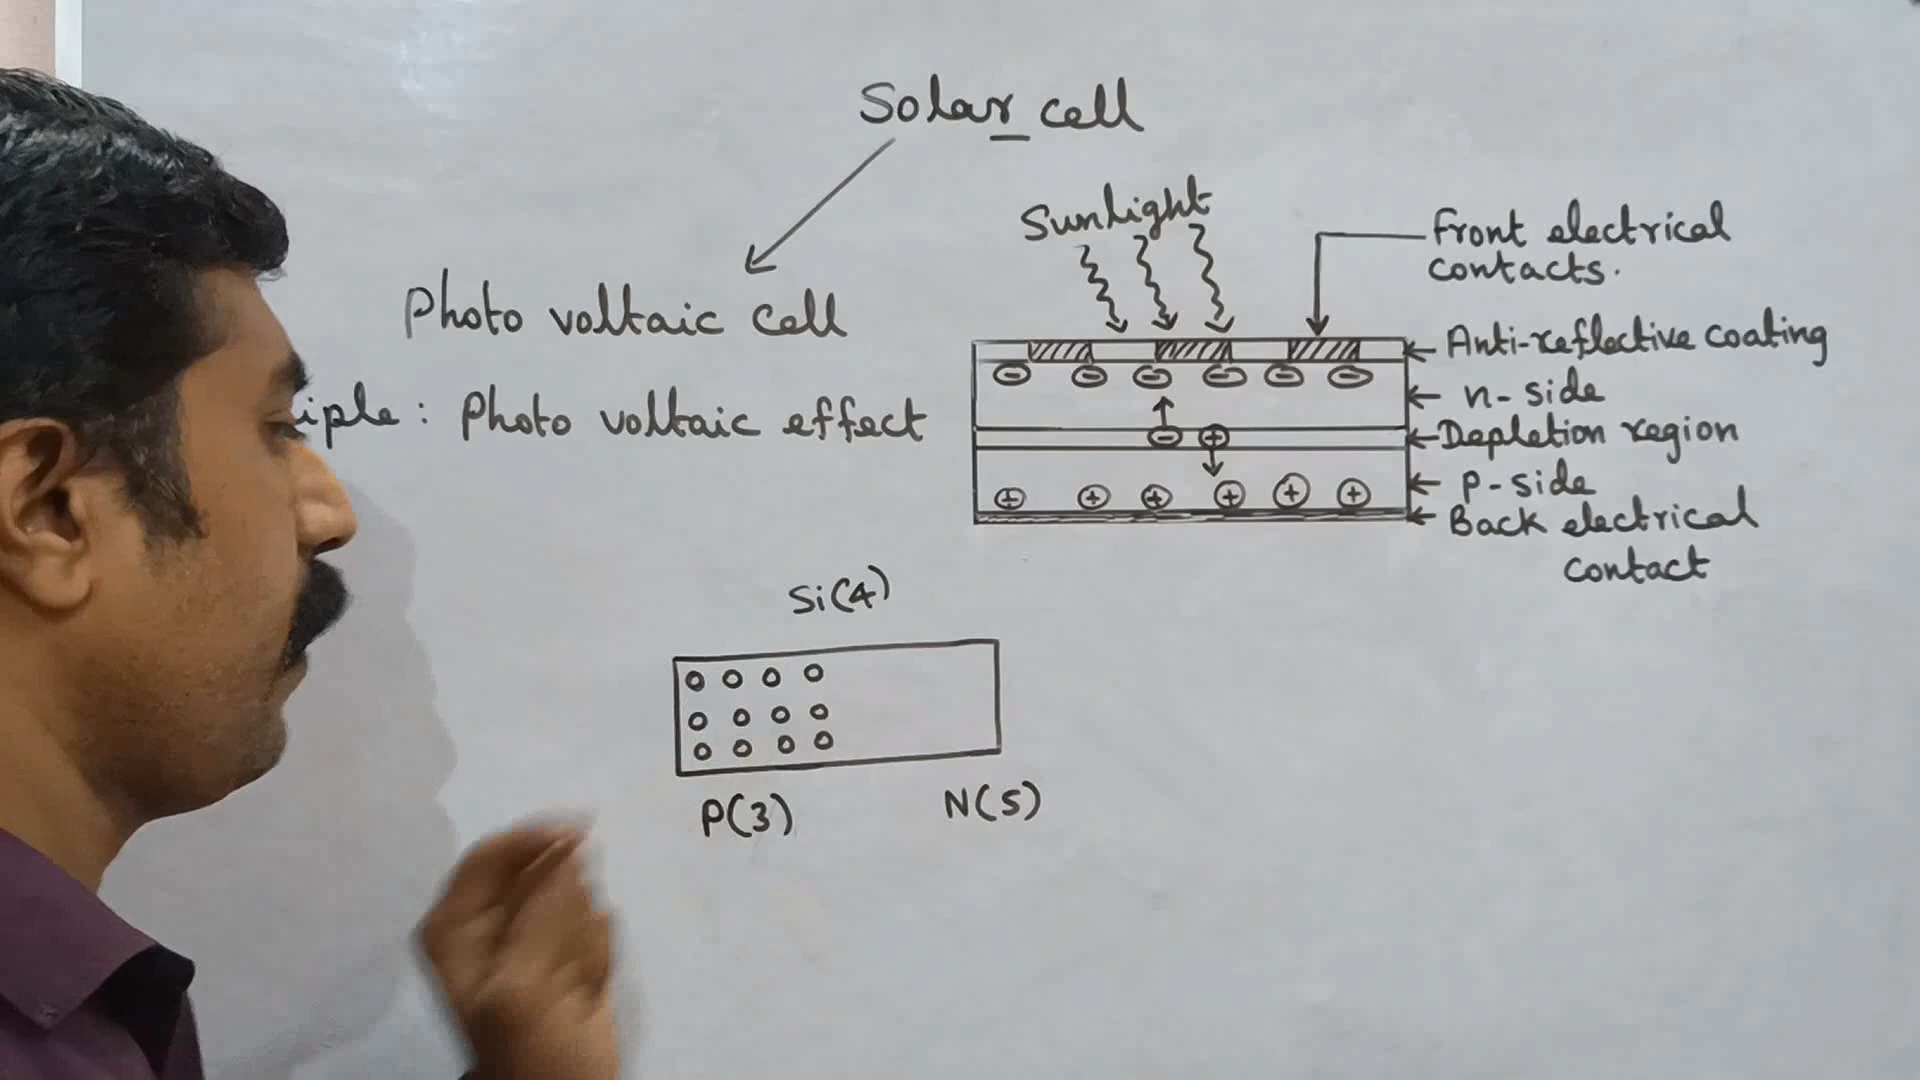 Solar cell
Sunlight
Front electrical
contacts.
Photo voltaic cell
Anti-reflective coating
n-side
: Photo voltaic effect
Depletion region
p-side
Back electrical
contact
Si(4)
P(3)
N(5)